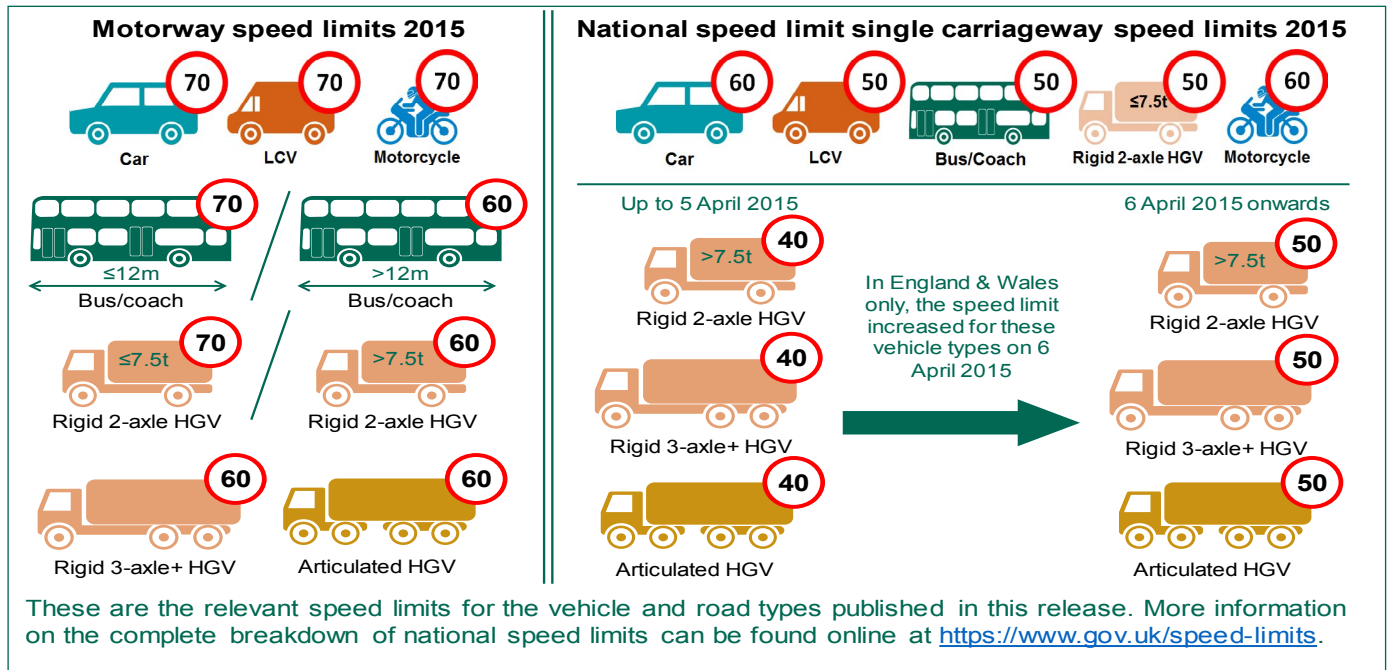 Motorway speed limits 2015
70
70
70
Car
LCV
Motorcycle
70
60
≤12m
>12m
Bus/coach
Bus/coach
70
60
≤7.5t
>7.5t
Rigid 2-axle HGV
Rigid 2-axle HGV
60
60
Rigid 3-axle+ HGV
Articulated HGV
National speed limit single carriageway speed limits 2015
60
50
50
50
60
≤7.5t
Car
LCV
Bus/Coach
Rigid 2-axle HGV
Motorcycle
Up to 5 April 2015
40
>7.5t
Rigid 2-axle HGV
40
Rigid 3-axle+ HGV
40
Articulated HGV
In England & Wales
only, the speed limit
increased for these
vehicle types on 6
April 2015
6 April 2015 onwards
50
>7.5t
Rigid 2-axle HGV
50
Rigid 3-axle+ HGV
50
Articulated HGV
These are the relevant speed limits for the vehicle and road types published in this release. More information
on the complete breakdown of national speed limits can be found online at https://www.gov.uk/speed-limits.